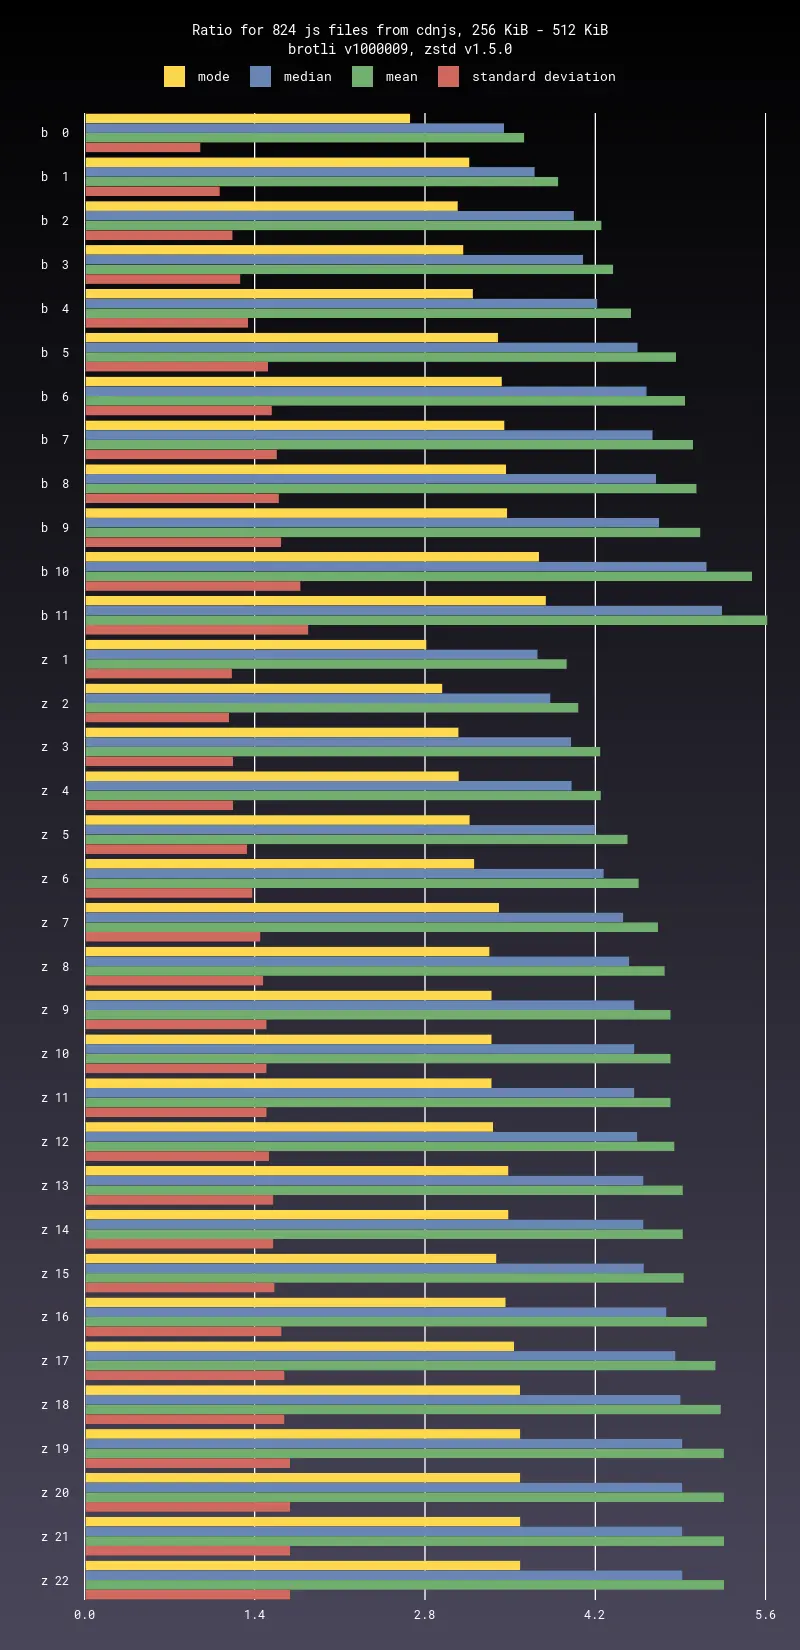 Ratio for 824 js files from cdnjs, 256 KiB - 512 KiB
brotli v1000009, zstd v1.5.0
mode median mean standard deviation
b 0
b 1
b 2
b 3
b 4
b 5
b 6
b 7
b 8
b 9
b 10
b 11
z 1
z 2
z 3
z 4
z 5
z 6
z 7
z 8
z 9
z 10
z 11
z 12
z 13
z 14
z 15
z 16
z 17
z 18
z 19
z 20
z 21
z 22
0.0 1.4 2.8 4.2 5.6